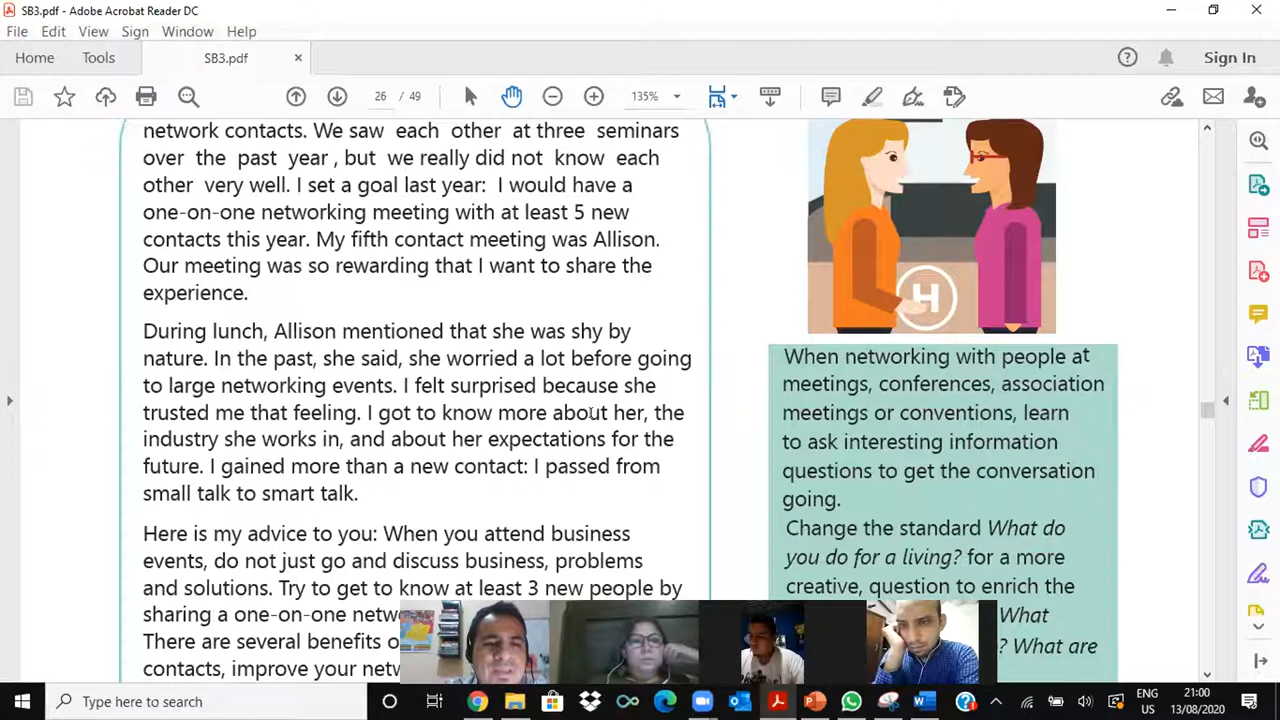 SB3.pdf - Adobe Acrobat Reader DC
File Edit View Sign Window Help
Home Tools SB3.pdf × ? Sign In
26 / 49 135%
network contacts. We saw each other at three seminars
over the past year , but we really did not know each
other very well. I set a goal last year: I would have a
one-on-one networking meeting with at least 5 new
contacts this year. My fifth contact meeting was Allison.
Our meeting was so rewarding that I want to share the
experience.
During lunch, Allison mentioned that she was shy by
nature. In the past, she said, she worried a lot before going
to large networking events. I felt surprised because she
trusted me that feeling. I got to know more about her, the
industry she works in, and about her expectations for the
future. I gained more than a new contact: I passed from
small talk to smart talk.
Here is my advice to you: When you attend business
events, do not just go and discuss business, problems
and solutions. Try to get to know at least 3 new people by
sharing a one-on-one
There are several benefits
contacts, improve your
H
When networking with people at
meetings, conferences, association
meetings or conventions, learn
to ask interesting information
questions to get the conversation
going.
Change the standard What do
you do for a living? for a more
creative, question to enrich the
What
? What are
Type here to search
ENG
US
21:00
13/08/2020